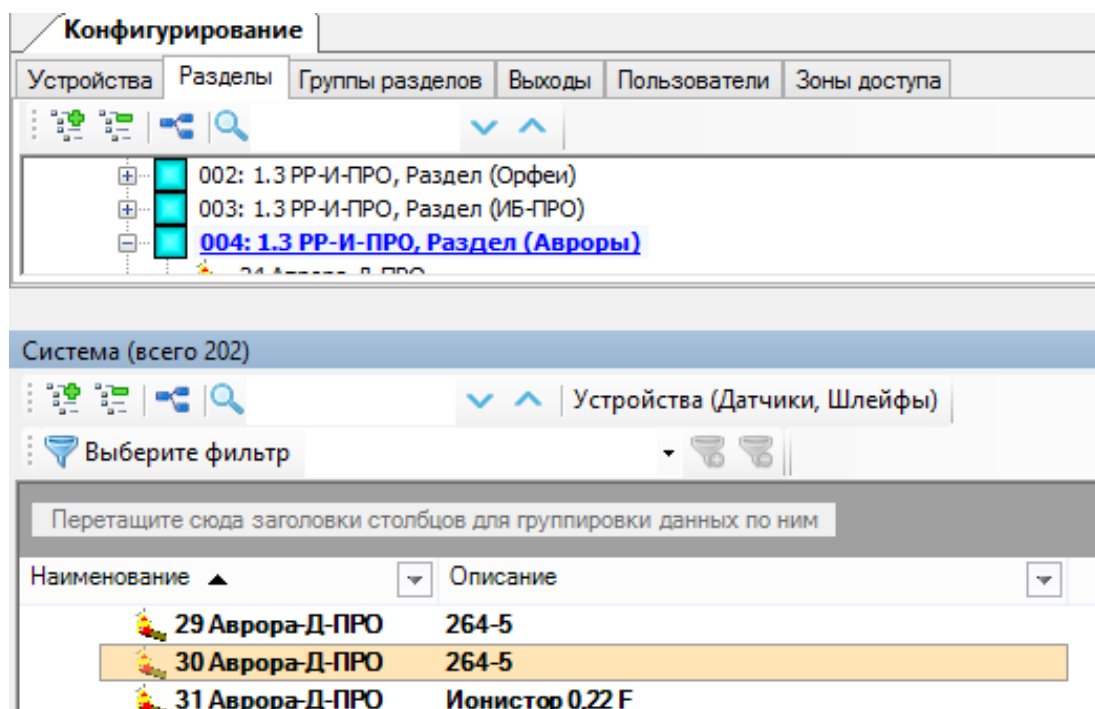 Конфигурирование
Устройства Разделы Группы разделов Выходы Пользователи Зоны доступа
002: 1.3 РР-И-ПРО, Раздел (Орфеи)
003: 1.3 РР-И-ПРО, Раздел (ИБ-ПРО)
004: 1.3 РР-И-ПРО, Раздел (Авроры)
Система (всего 202)
Устройства (Датчики, Шлейфы)
Выберите фильтр
Перетащите сюда заголовки столбцов для группировки данных по ним
Наименование Описание
29 Аврора-Д-ПРО 264-5
30 Аврора-Д-ПРО 264-5
31 Аврора-Д-ПРО Ионистор 0,22 F